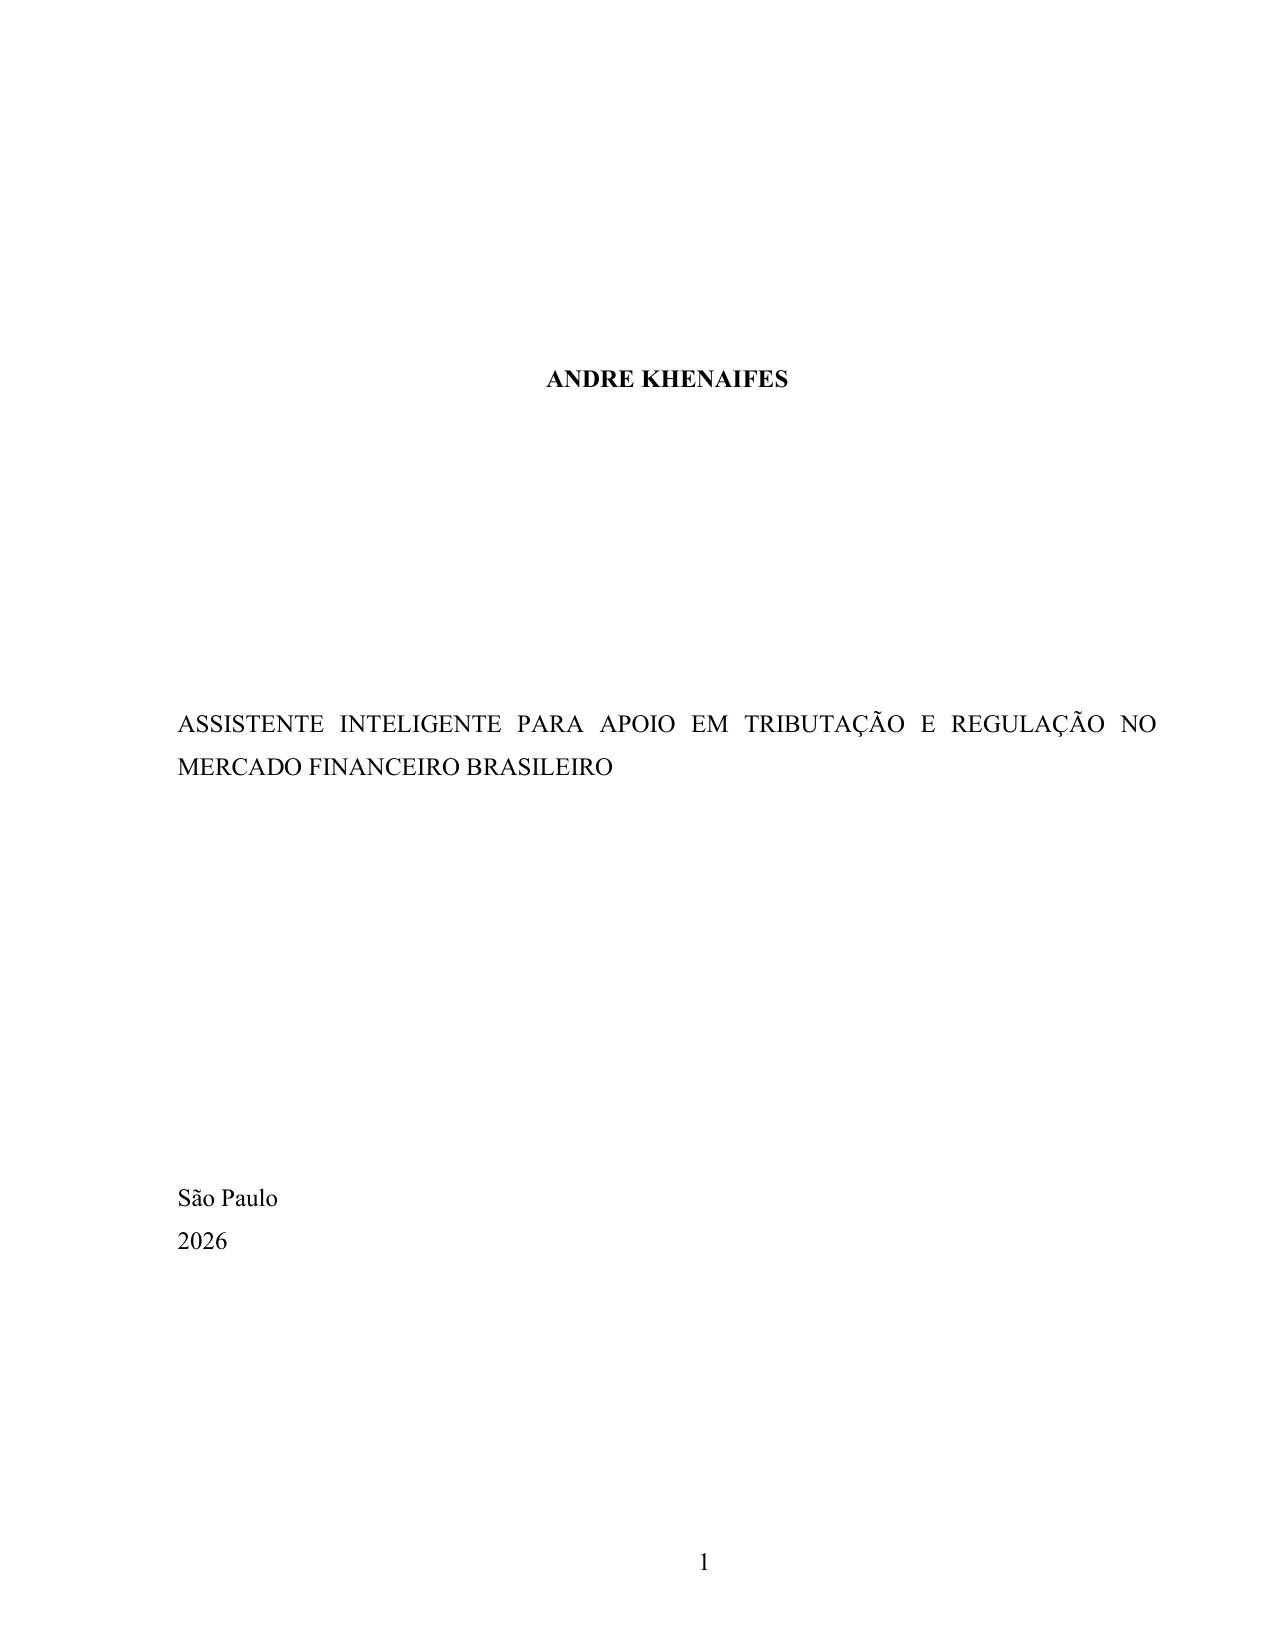 ANDRE KHENAIFES
ASSISTENTE INTELIGENTE PARA APOIO EM TRIBUTAÇÃO E REGULAÇÃO NO
MERCADO FINANCEIRO BRASILEIRO
São Paulo
2026
1